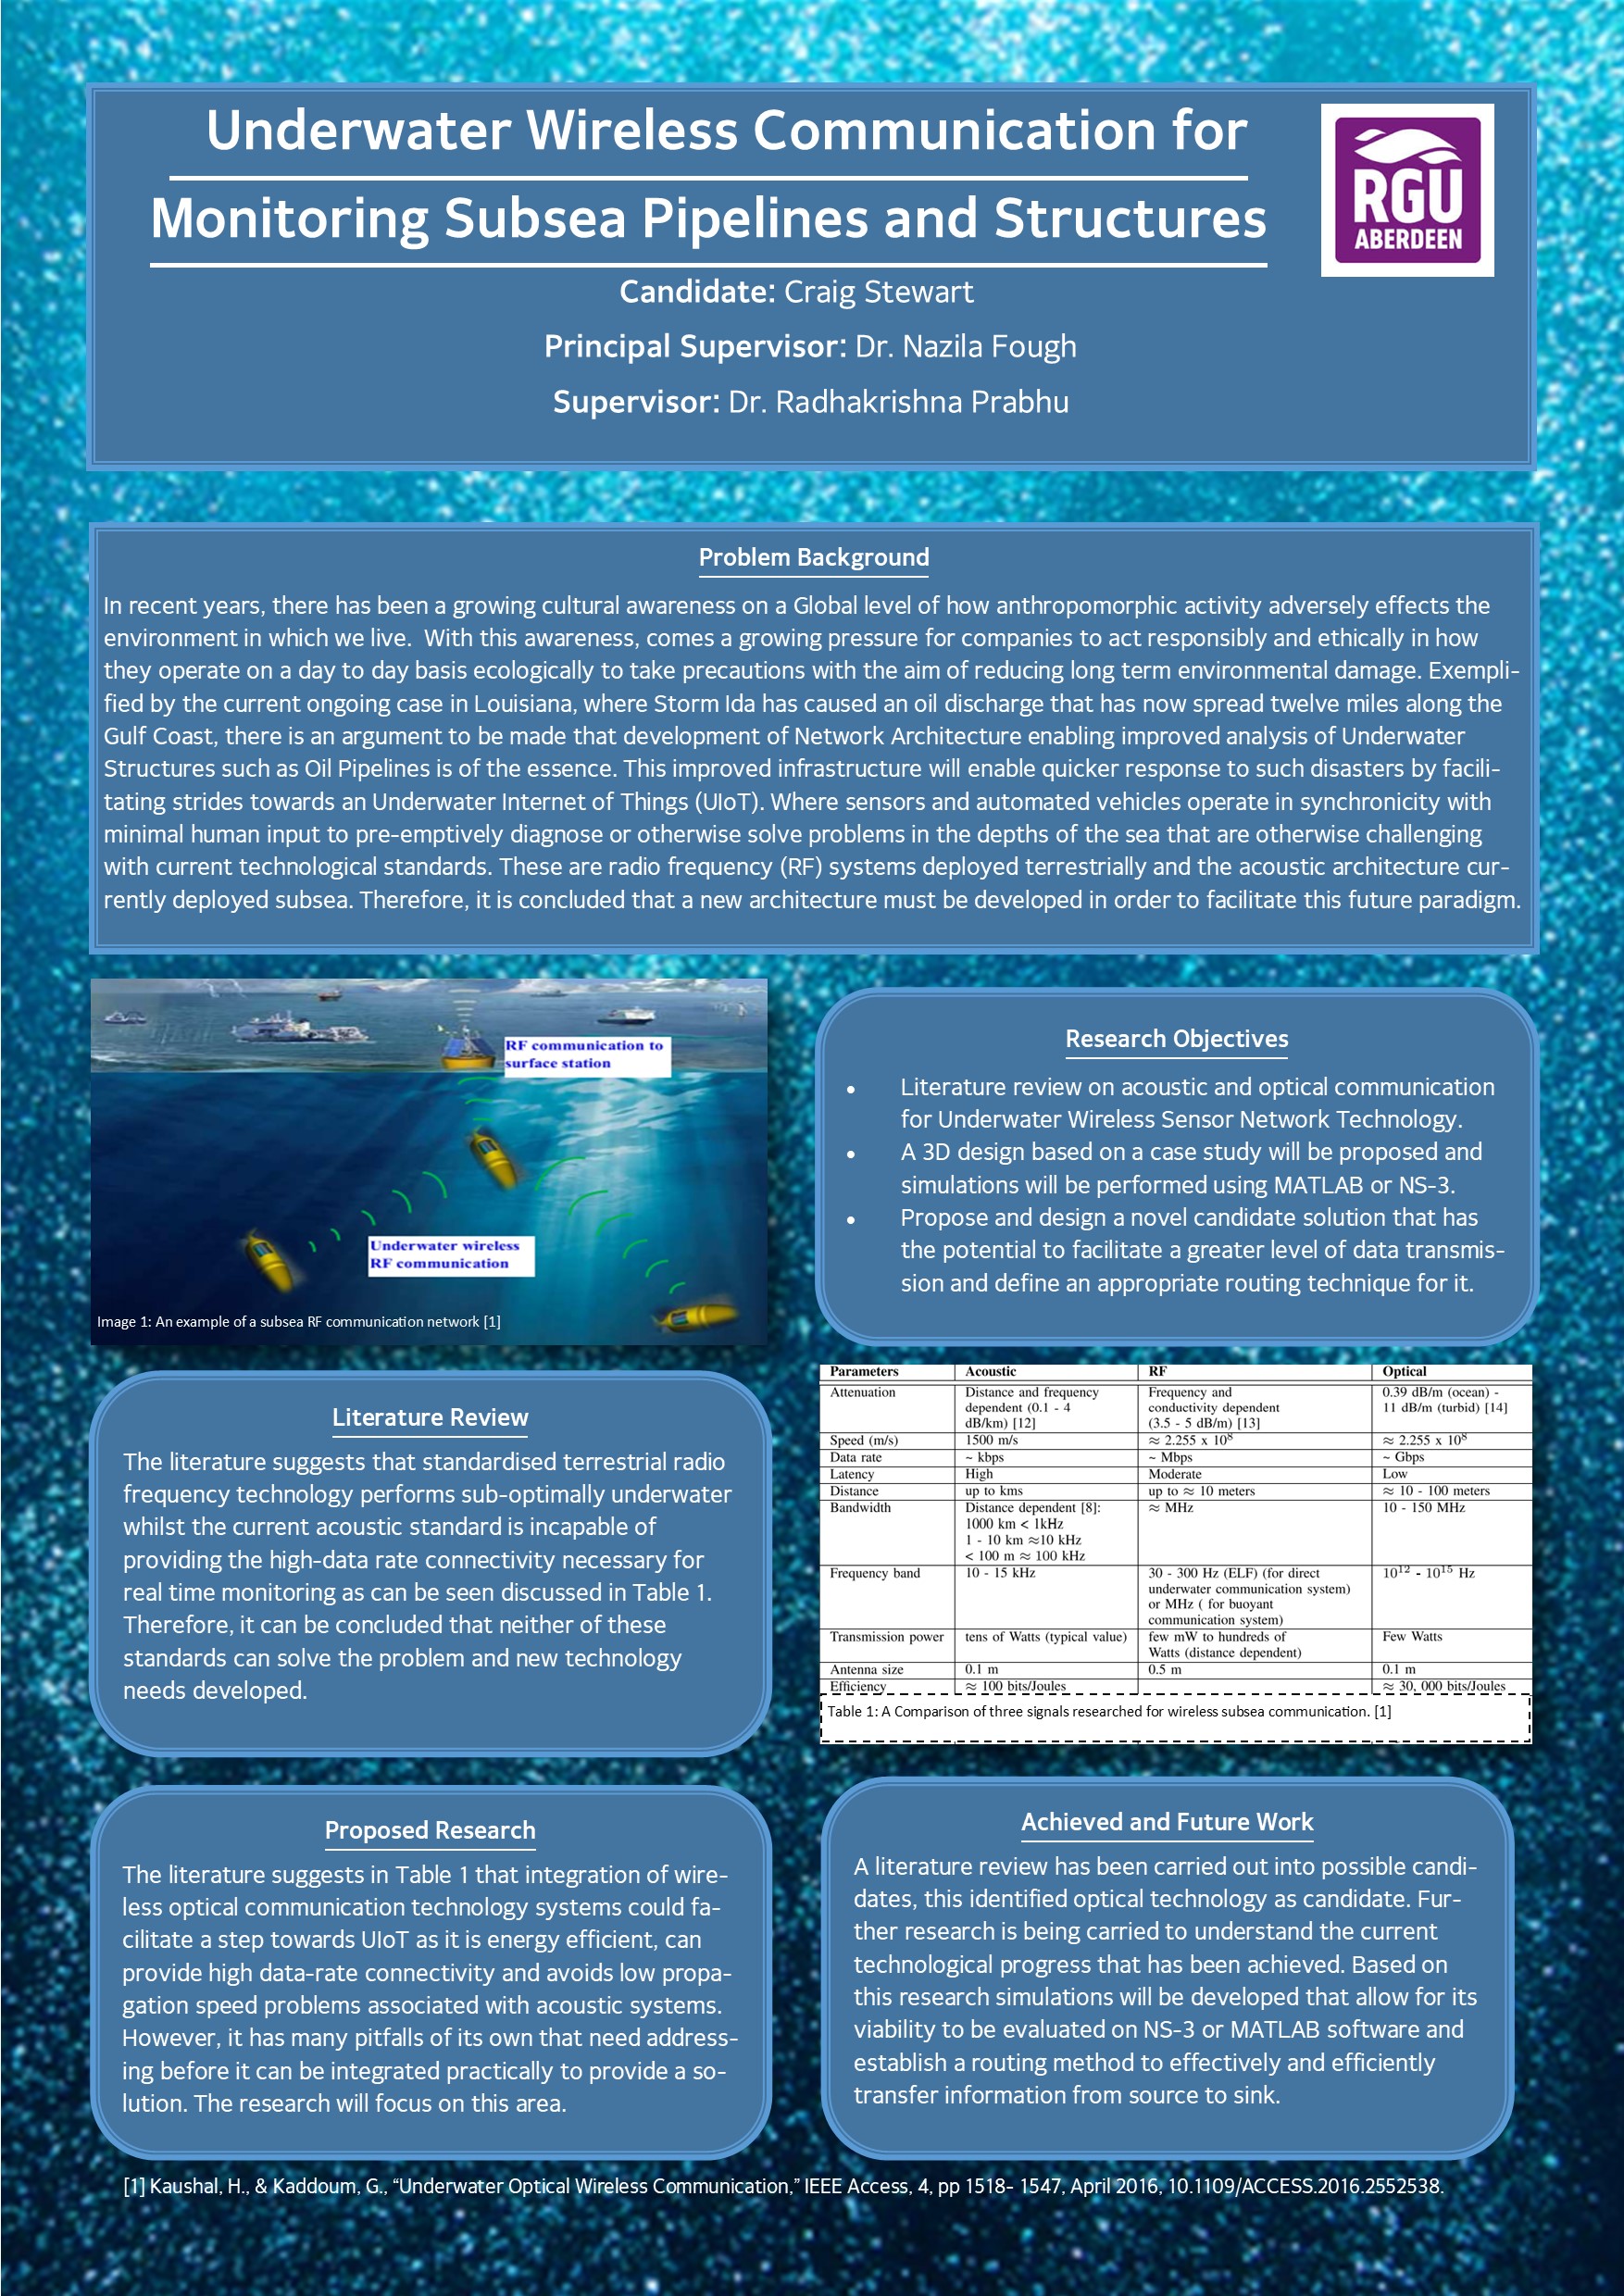 Underwater Wireless Communication for
Monitoring Subsea Pipelines and Structures
RGU
ABERDEEN
Candidate: Craig Stewart
Principal Supervisor: Dr. Nazila Fough
Supervisor: Dr. Radhakrishna Prabhu
Problem Background
In recent years, there has been a growing cultural awareness on a Global level of how anthropomorphic activity adversely effects the
environment in which we live.  With this awareness, comes a growing pressure for companies to act responsibly and ethically in how
they operate on a day to day basis ecologically to take precautions with the aim of reducing long term environmental damage. Exempli-
fied by the current ongoing case in Louisiana, where Storm Ida has caused an oil discharge that has now spread twelve miles along the
Gulf Coast, there is an argument to be made that development of Network Architecture enabling improved analysis of Underwater
Structures such as Oil Pipelines is of the essence. This improved infrastructure will enable quicker response to such disasters by facili-
tating strides towards an Underwater Internet of Things (UIoT). Where sensors and automated vehicles operate in synchronicity with
minimal human input to pre-emptively diagnose or otherwise solve problems in the depths of the sea that are otherwise challenging
with current technological standards. These are radio frequency (RF) systems deployed terrestrially and the acoustic architecture cur-
rently deployed subsea. Therefore, it is concluded that a new architecture must be developed in order to facilitate this future paradigm.
RF communication to
surface station
Underwater wireless
RF communication
Image 1: An example of a subsea RF communication network [1]
Research Objectives
• Literature review on acoustic and optical communication
for Underwater Wireless Sensor Network Technology.
• A 3D design based on a case study will be proposed and
simulations will be performed using MATLAB or NS-3.
• Propose and design a novel candidate solution that has
the potential to facilitate a greater level of data transmis-
sion and define an appropriate routing technique for it.
Literature Review
The literature suggests that standardised terrestrial radio
frequency technology performs sub-optimally underwater
whilst the current acoustic standard is incapable of
providing the high-data rate connectivity necessary for
real time monitoring as can be seen discussed in Table 1.
Therefore, it can be concluded that neither of these
standards can solve the problem and new technology
needs developed.
Parameters Acoustic RF Optical
Attenuation Distance and frequency Frequency and 0.39 dB/m (ocean) -
dependent (0.1 - 4 conductivity dependent 11 dB/m (turbid) [14]
dB/km) [12] (3.5 - 5 dB/m) [13]
Speed (m/s) 1500 m/s ≈ 2.255 x 10⁸ ≈ 2.255 x 10⁸
Data rate ~ kbps ~ Mbps ~ Gbps
Latency High Moderate Low
Distance up to kms up to ≈ 10 meters ≈ 10 - 100 meters
Bandwidth Distance dependent [8]: ≈ MHz 10 - 150 MHz
1000 km < 1kHz
1 - 10 km ≈10 kHz
< 100 m ≈ 100 kHz
Frequency band 10 - 15 kHz 30 - 300 Hz (ELF) (for direct 10¹² - 10¹⁵ Hz
underwater communication system)
or MHz ( for buoyant
communication system)
Transmission power tens of Watts (typical value) few mW to hundreds of Few Watts
Watts (distance dependent)
Antenna size 0.1 m 0.5 m 0.1 m
Efficiency ≈ 100 bits/Joules ≈ 30, 000 bits/Joules
Table 1: A Comparison of three signals researched for wireless subsea communication. [1]
Proposed Research
The literature suggests in Table 1 that integration of wire-
less optical communication technology systems could fa-
cilitate a step towards UIoT as it is energy efficient, can
provide high data-rate connectivity and avoids low propa-
gation speed problems associated with acoustic systems.
However, it has many pitfalls of its own that need address-
ing before it can be integrated practically to provide a so-
lution. The research will focus on this area.
Achieved and Future Work
A literature review has been carried out into possible candi-
dates, this identified optical technology as candidate. Fur-
ther research is being carried to understand the current
technological progress that has been achieved. Based on
this research simulations will be developed that allow for its
viability to be evaluated on NS-3 or MATLAB software and
establish a routing method to effectively and efficiently
transfer information from source to sink.
[1] Kaushal, H., & Kaddoum, G., “Underwater Optical Wireless Communication,” IEEE Access, 4, pp 1518- 1547, April 2016, 10.1109/ACCESS.2016.2552538.